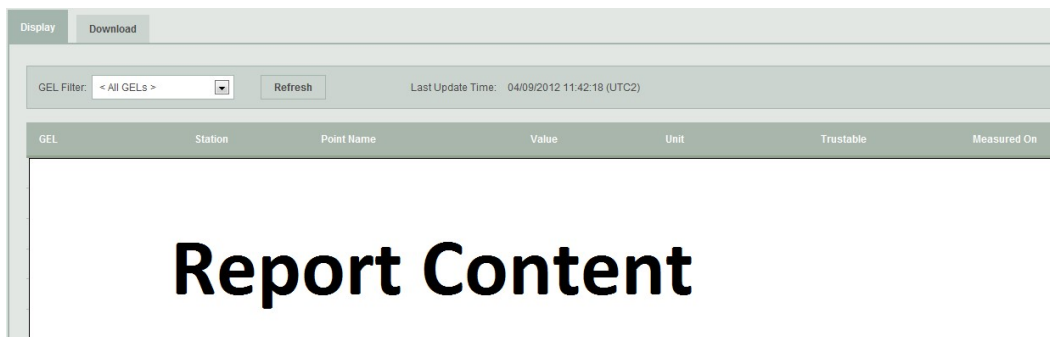 Display Download
GEL Filter: < All GELs > Refresh Last Update Time: 04/09/2012 11:42:18 (UTC2)
GEL Station Point Name Value Unit Trustable Measured On
Report Content